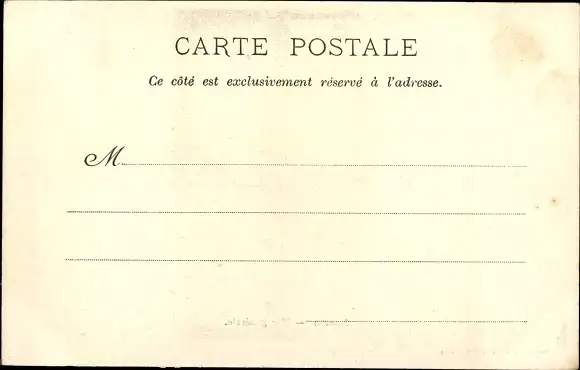 CARTE POSTALE
Ce côté est exclusivement réservé à l'adresse.
M